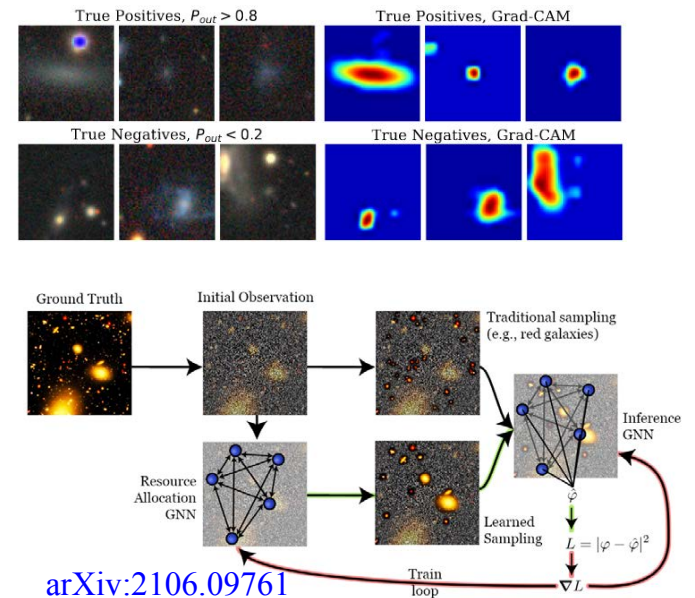 True Positives, P_out > 0.8
True Positives, Grad-CAM
True Negatives, P_out < 0.2
True Negatives, Grad-CAM
Ground Truth
Initial Observation
Traditional sampling
(e.g., red galaxies)
Inference
GNN
Resource
Allocation
GNN
Learned
Sampling
φ̂
L = |φ − φ̂|²
∇L
Train
loop
arXiv:2106.09761